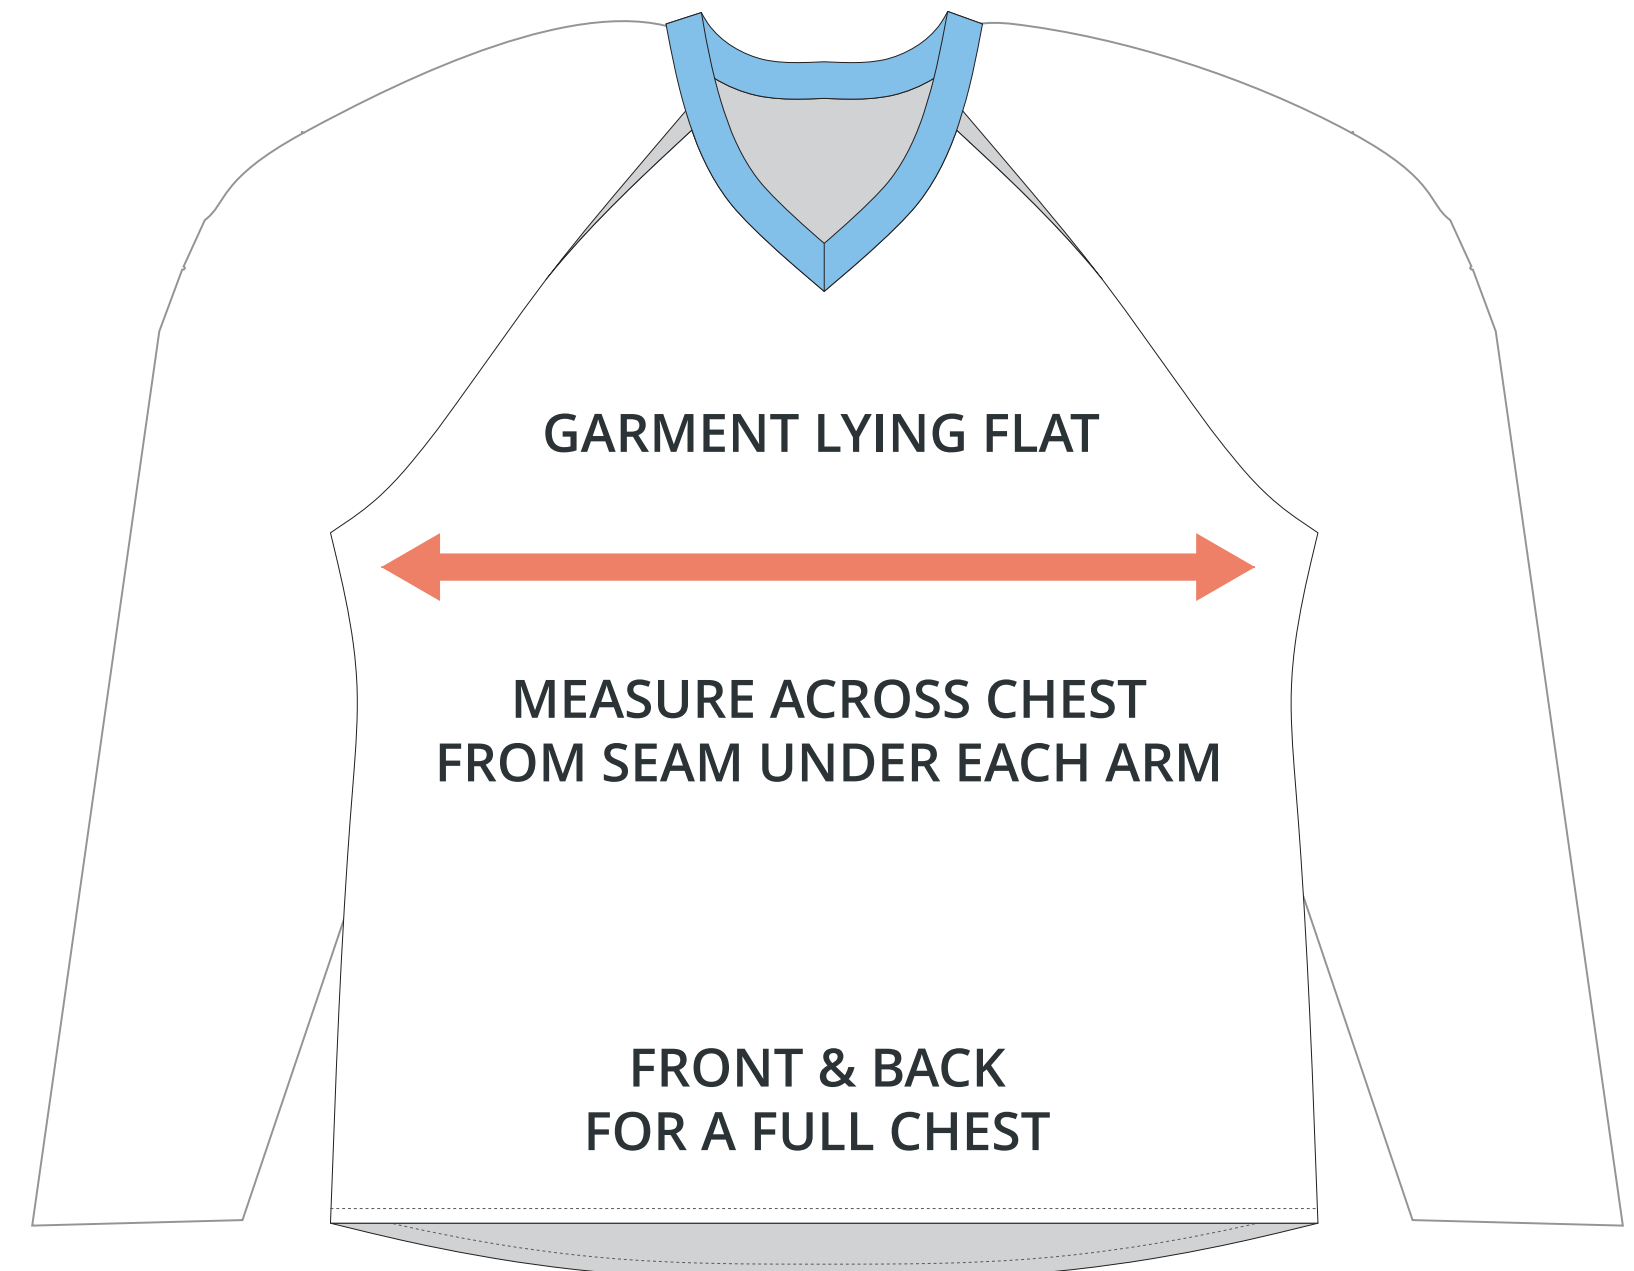 GARMENT LYING FLAT
MEASURE ACROSS CHEST
FROM SEAM UNDER EACH ARM
FRONT & BACK
FOR A FULL CHEST